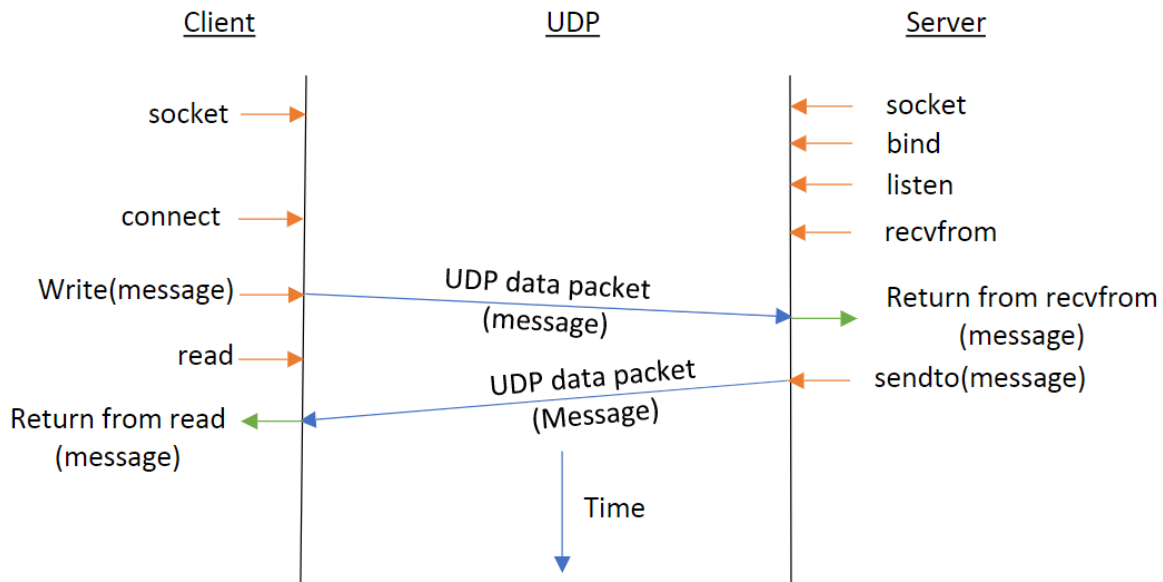 Client
UDP
Server
socket
socket
bind
listen
connect
recvfrom
Write(message)
UDP data packet
(message)
Return from recvfrom
(message)
read
UDP data packet
(Message)
sendto(message)
Return from read
(message)
Time